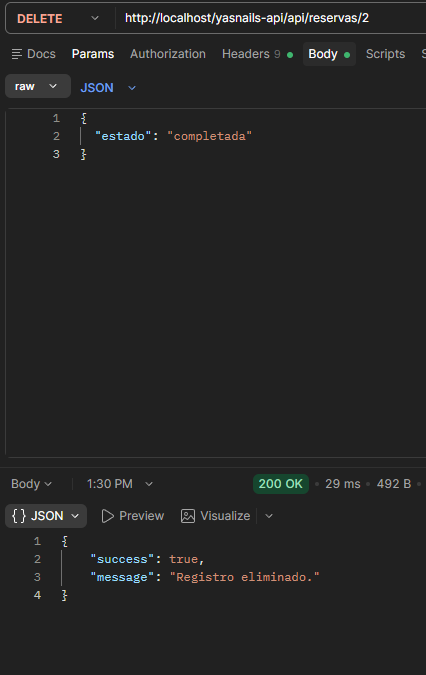 DELETE http://localhost/yasnails-api/api/reservas/2
Docs Params Authorization Headers 9 Body Scripts S
raw JSON
1 {
2 "estado": "completada"
3 }
Body 1:30 PM 200 OK 29 ms 492 B
{} JSON Preview Visualize
1 {
2 "success": true,
3 "message": "Registro eliminado."
4 }